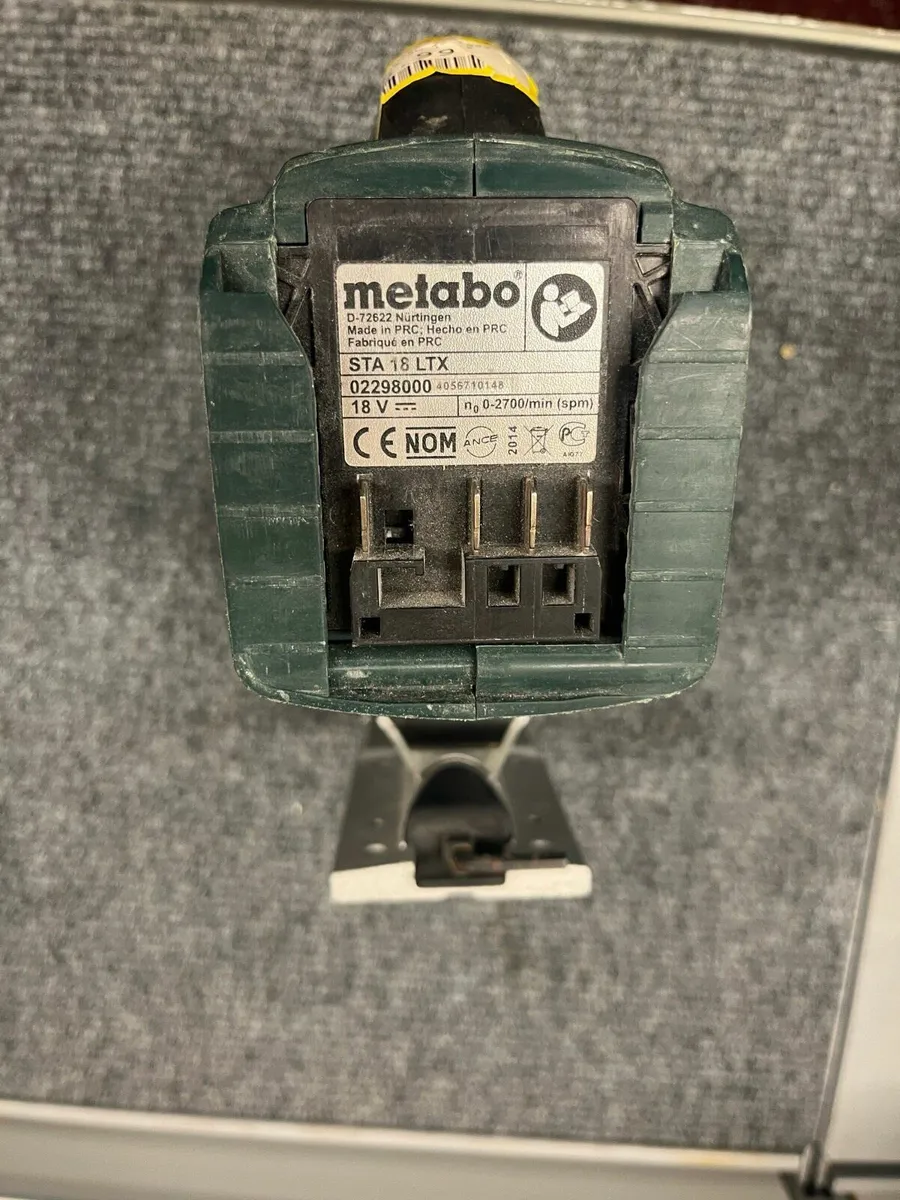 metabo®
D-72622 Nürtingen
Made in PRC; Hecho en PRC
Fabriqué en PRC
STA 18 LTX
02298000 4056710148
18 V n₀ 0-2700/min (spm)
CE NOM ANCE 2014 PG